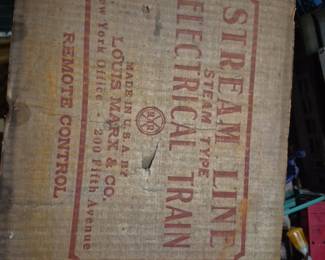 STREAM LINE
STEAM TYPE
ELECTRICAL TRAIN
MADE IN U.S.A. BY
LOUIS MARX & CO.
New York Office - 200 Fifth Avenue
REMOTE CONTROL